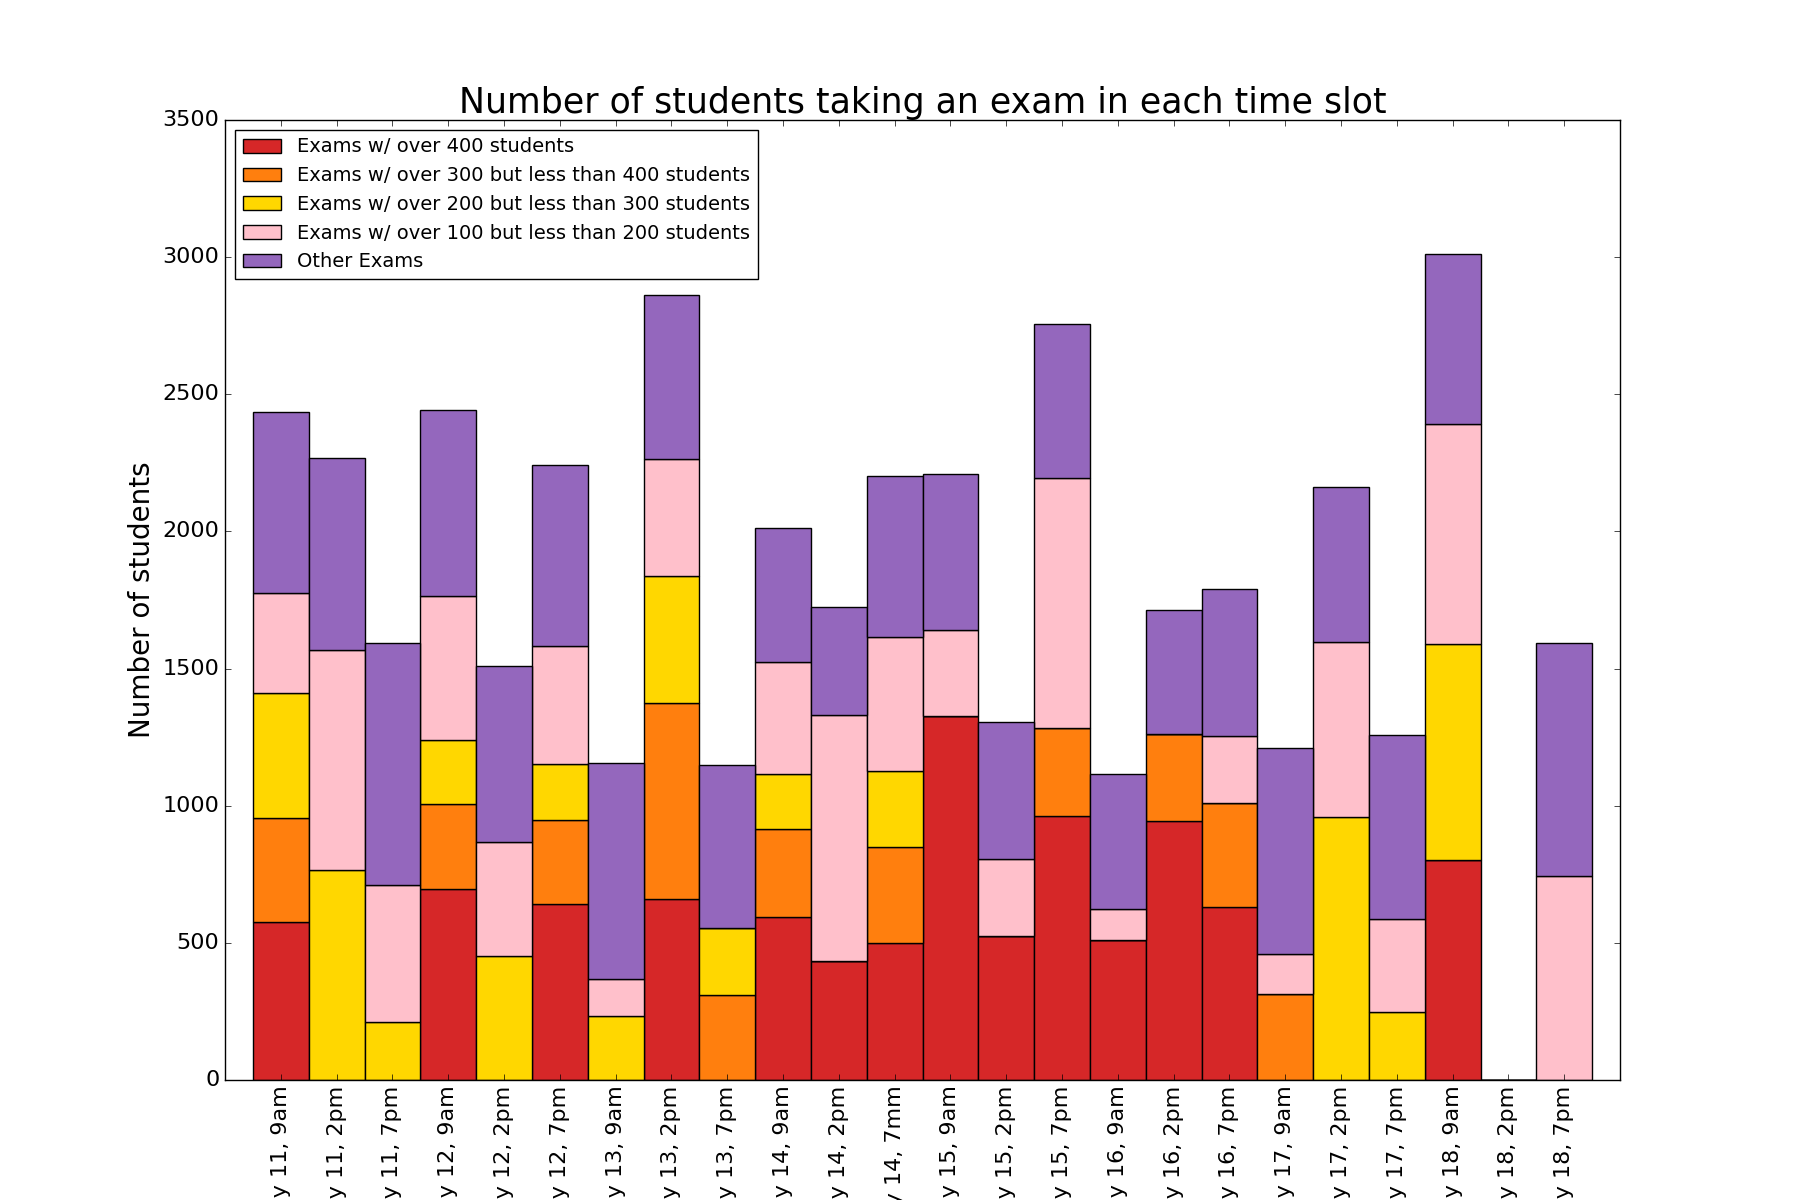 Number of students taking an exam in each time slot
3500
3000
2500
2000
1500
1000
500
0
Number of students
Exams w/ over 400 students
Exams w/ over 300 but less than 400 students
Exams w/ over 200 but less than 300 students
Exams w/ over 100 but less than 200 students
Other Exams
y 11, 9am
y 11, 2pm
y 11, 7pm
y 12, 9am
y 12, 2pm
y 12, 7pm
y 13, 9am
y 13, 2pm
y 13, 7pm
y 14, 9am
y 14, 2pm
y 14, 7mm
y 15, 9am
y 15, 2pm
y 15, 7pm
y 16, 9am
y 16, 2pm
y 16, 7pm
y 17, 9am
y 17, 2pm
y 17, 7pm
y 18, 9am
y 18, 2pm
y 18, 7pm